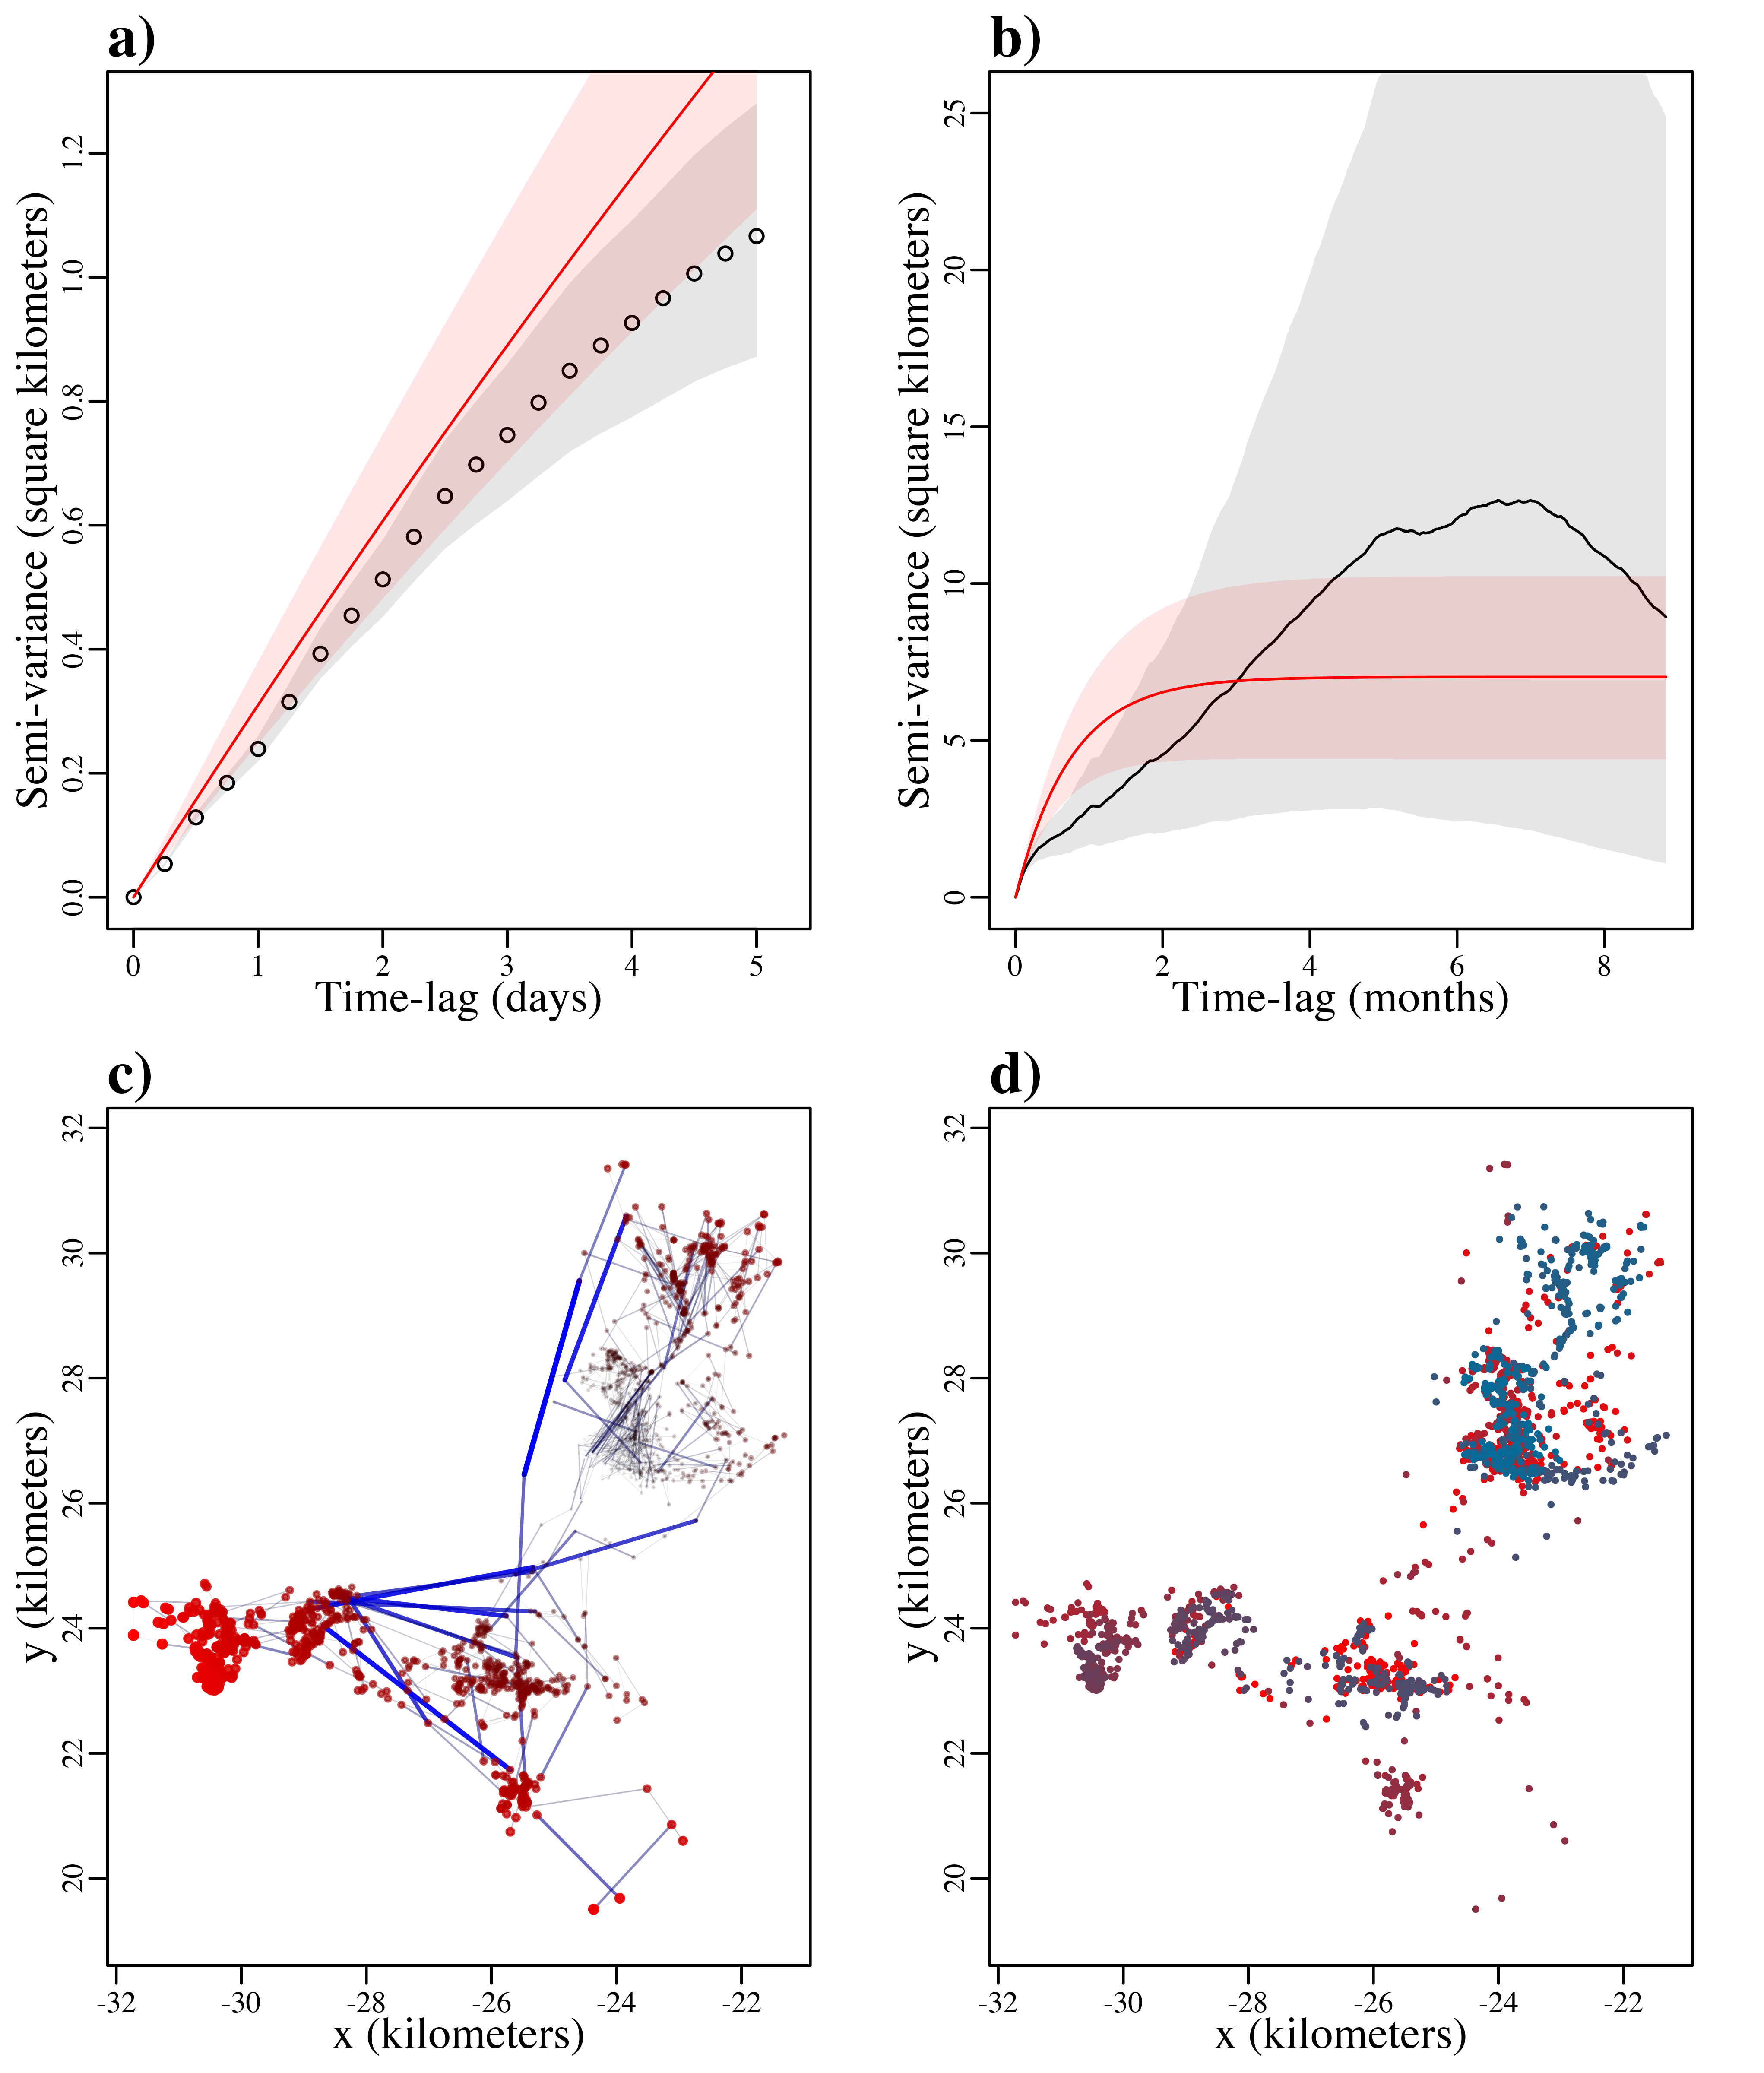 a)
Semi-variance (square kilometers)
0.0 0.2 0.4 0.6 0.8 1.0 1.2
0 1 2 3 4 5
Time-lag (days)
b)
Semi-variance (square kilometers)
0 5 10 15 20 25
0 2 4 6 8
Time-lag (months)
c)
y (kilometers)
20 22 24 26 28 30 32
-32 -30 -28 -26 -24 -22
x (kilometers)
d)
y (kilometers)
20 22 24 26 28 30 32
-32 -30 -28 -26 -24 -22
x (kilometers)